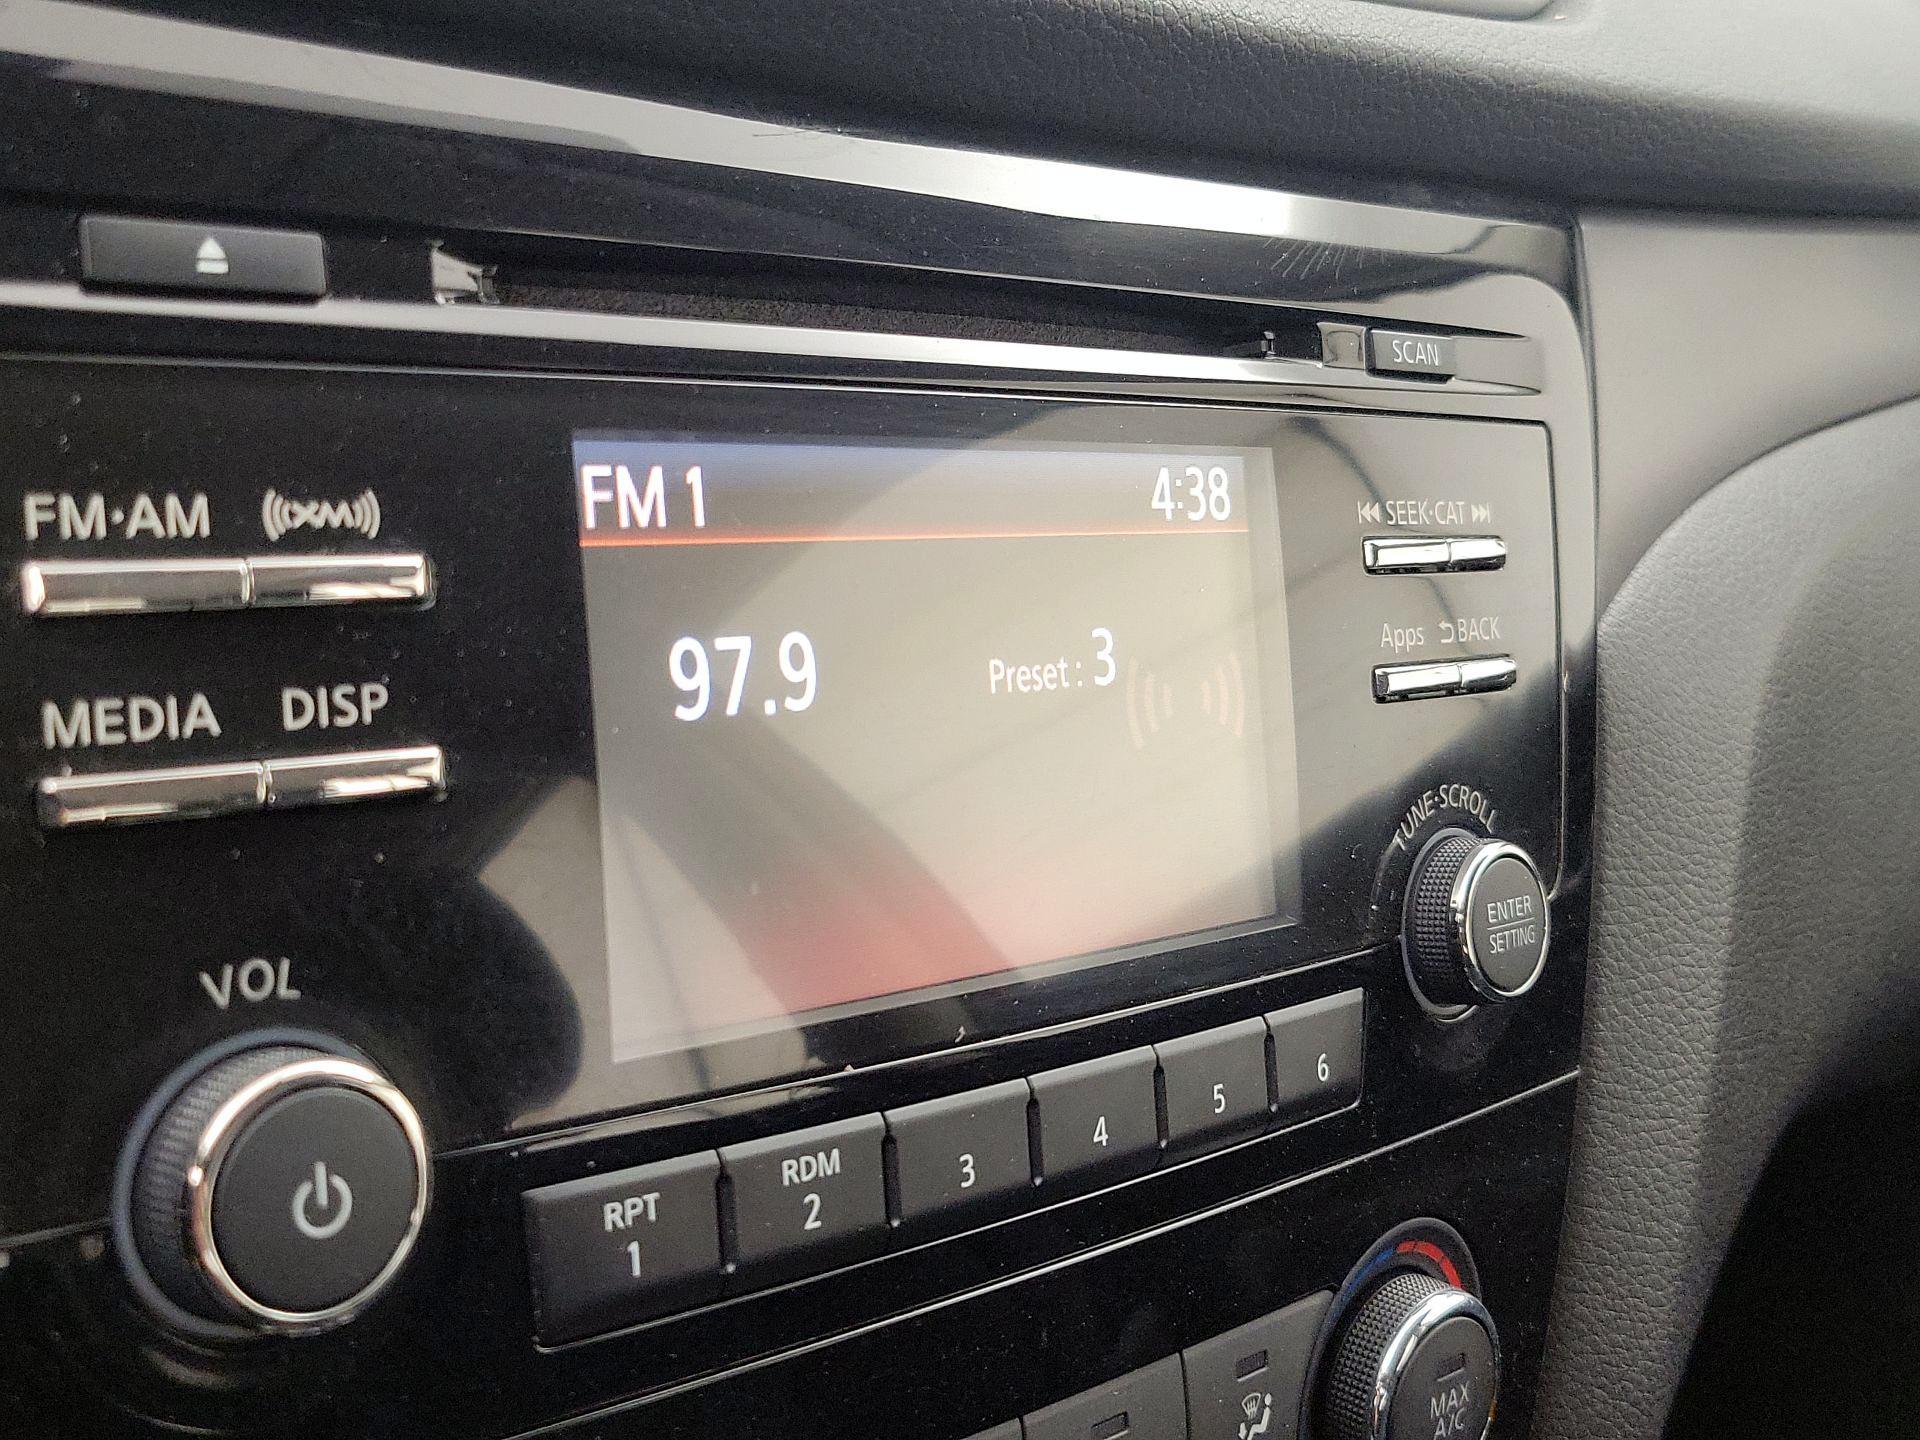 SCAN
FM·AM XM
FM 1 4:38
SEEK·CAT
97.9 Preset : 3
Apps BACK
MEDIA DISP
TUNE·SCROLL
ENTER
SETTING
VOL
RPT
1
RDM
2
3
4
5
6
MAX
A/C